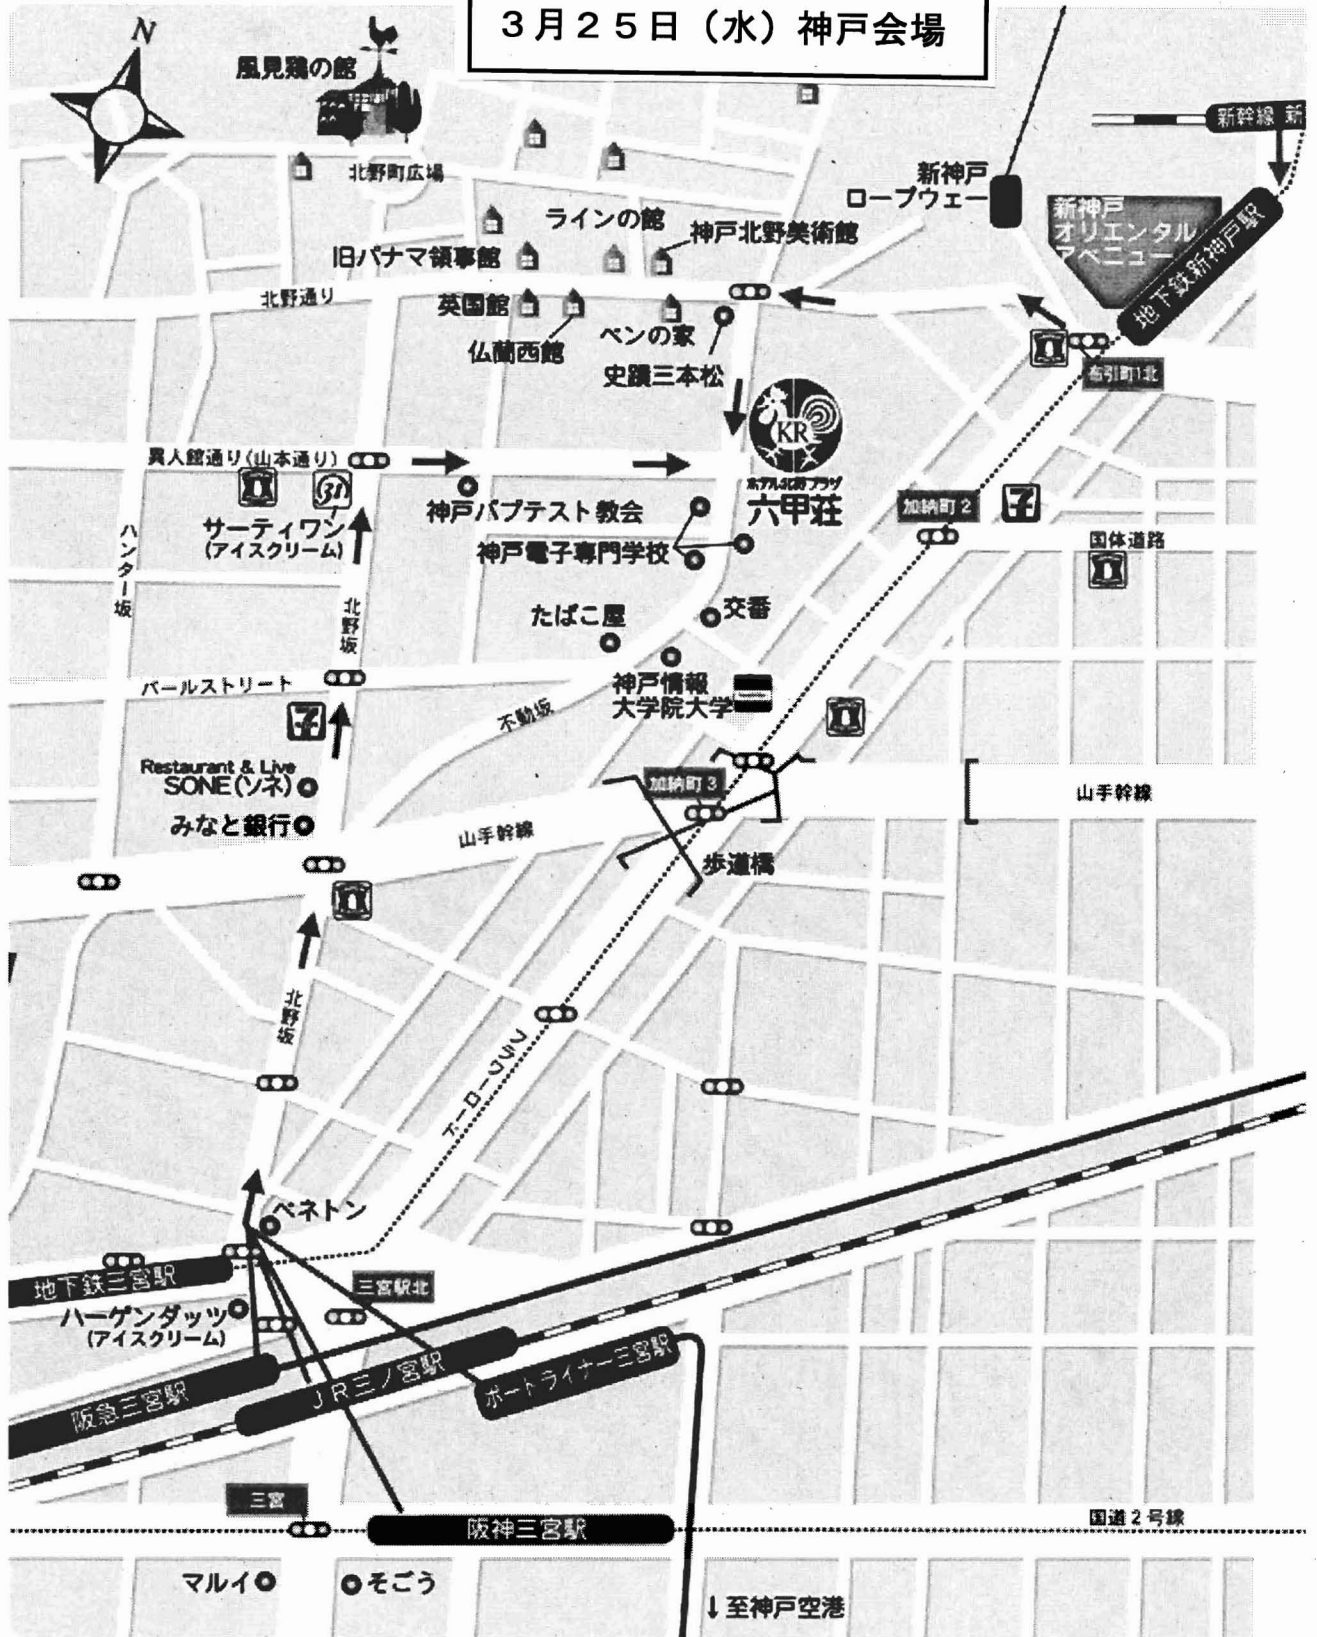 3月25日（水）神戸会場
N
風見鶏の館
北野町広場
新幹線 新
新神戸
ロープウェー
新神戸
オリエンタル
アベニュー
地下鉄新神戸駅
ラインの館
神戸北野美術館
旧パナマ領事館
北野通り
英国館
仏蘭西館
ベンの家
史蹟三本松
布引町1北
KR
ホテル北野プラザ
六甲荘
異人館通り(山本通り)
31
サーティワン
(アイスクリーム)
神戸バプテスト教会
神戸電子専門学校
加納町2
国体道路
ハンター坂
北野坂
たばこ屋
交番
パールストリート
神戸情報
大学院大学
不動坂
Restaurant & Live
SONE(ソネ)
みなと銀行
加納町3
山手幹線
山手幹線
歩道橋
北野坂
フラワーロード
ベネトン
地下鉄三宮駅
三宮駅北
ハーゲンダッツ
(アイスクリーム)
阪急三宮駅
JR三ノ宮駅
ポートライナー三宮駅
三宮
阪神三宮駅
国道2号線
マルイ
そごう
↓至神戸空港